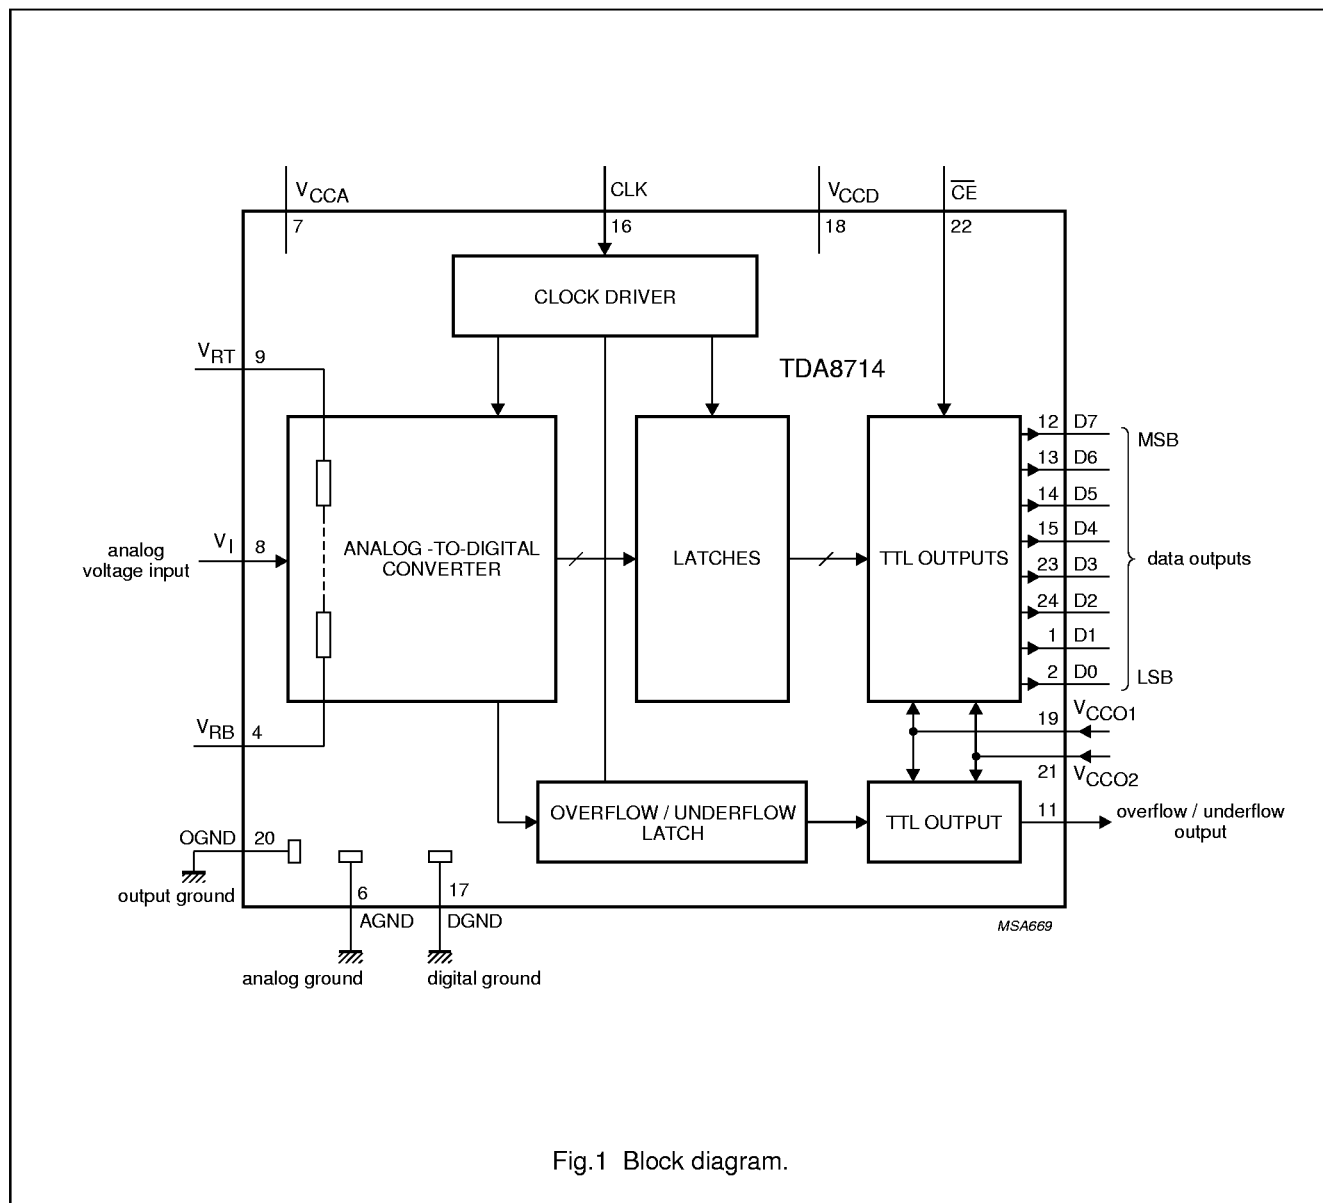 VCCA
CLK
VCCD
CE
7
16
18
22
CLOCK DRIVER
TDA8714
VRT
9
12 D7
MSB
13 D6
14 D5
15 D4
23 D3
24 D2
1 D1
2 D0
LSB
data outputs
analog
voltage input
VI
8
ANALOG -TO-DIGITAL
CONVERTER
LATCHES
TTL OUTPUTS
VRB
4
19
VCCO1
21
VCCO2
OVERFLOW / UNDERFLOW
LATCH
TTL OUTPUT
11
overflow / underflow
output
OGND
20
output ground
6
AGND
analog ground
17
DGND
digital ground
MSA669
Fig.1 Block diagram.